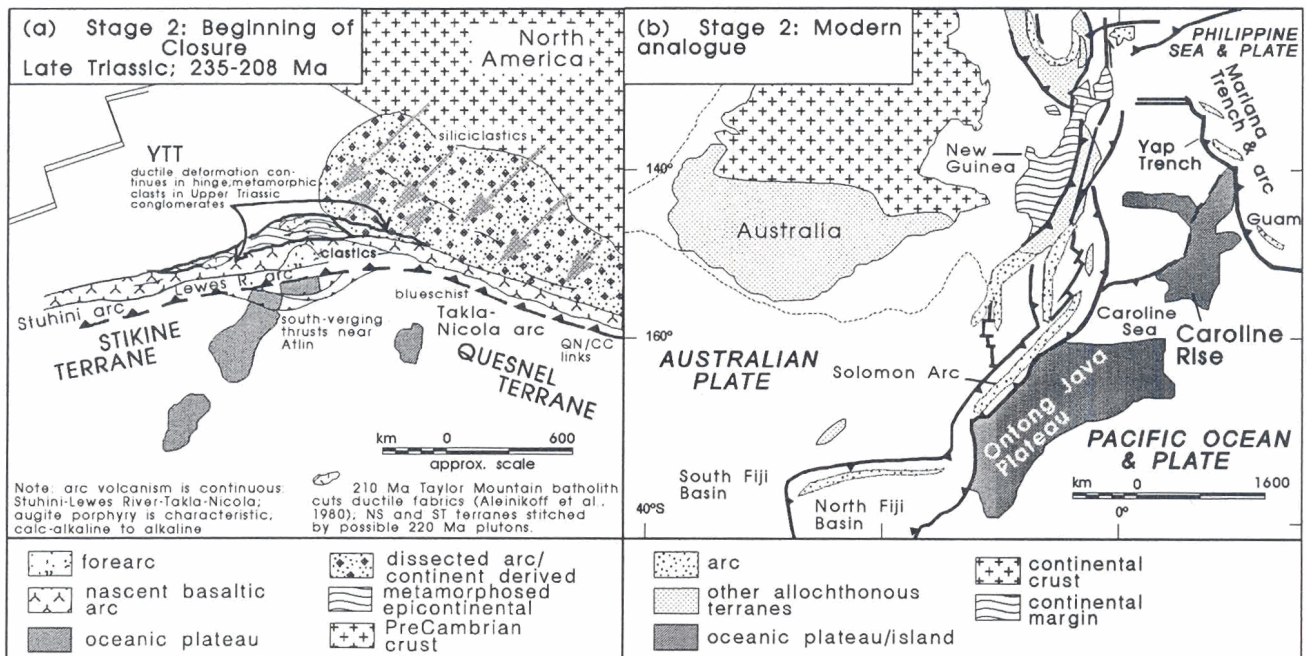 (a) Stage 2: Beginning of
Closure
Late Triassic; 235-208 Ma
North
America
siliciclastics
YTT
ductile deformation con-
tinues in hinge; metamorphic
clasts in Upper Triassic
conglomerates
clastics
Lewes R. arc
Stuhini arc
STIKINE
TERRANE
blueschist
Takla-
Nicola arc
south-verging
thrusts near
Atlin
QN/CC
links
QUESNEL
TERRANE
km 0 600
approx. scale
Note: arc volcanism is continuous:
Stuhini-Lewes River-Takla-Nicola;
augite porphyry is characteristic,
calc-alkaline to alkaline
210 Ma Taylor Mountain batholith
cuts ductile fabrics (Aleinikoff et al.,
1980); NS and ST terranes stitched
by possible 220 Ma plutons.
forearc
nascent basaltic
arc
oceanic plateau
dissected arc/
continent derived
metamorphosed
epicontinental
PreCambrian
crust
(b) Stage 2: Modern
analogue
PHILIPPINE
SEA & PLATE
Mariana
Trench & arc
New
Guinea
Yap
Trench
140°
Australia
Guam
Caroline
Sea
Caroline
Rise
160°
AUSTRALIAN
PLATE
Solomon Arc
Ontong Java
Plateau
PACIFIC OCEAN
& PLATE
South Fiji
Basin
North Fiji
Basin
km 0 1600
40°S
0°
arc
other allochthonous
terranes
oceanic plateau/island
continental
crust
continental
margin